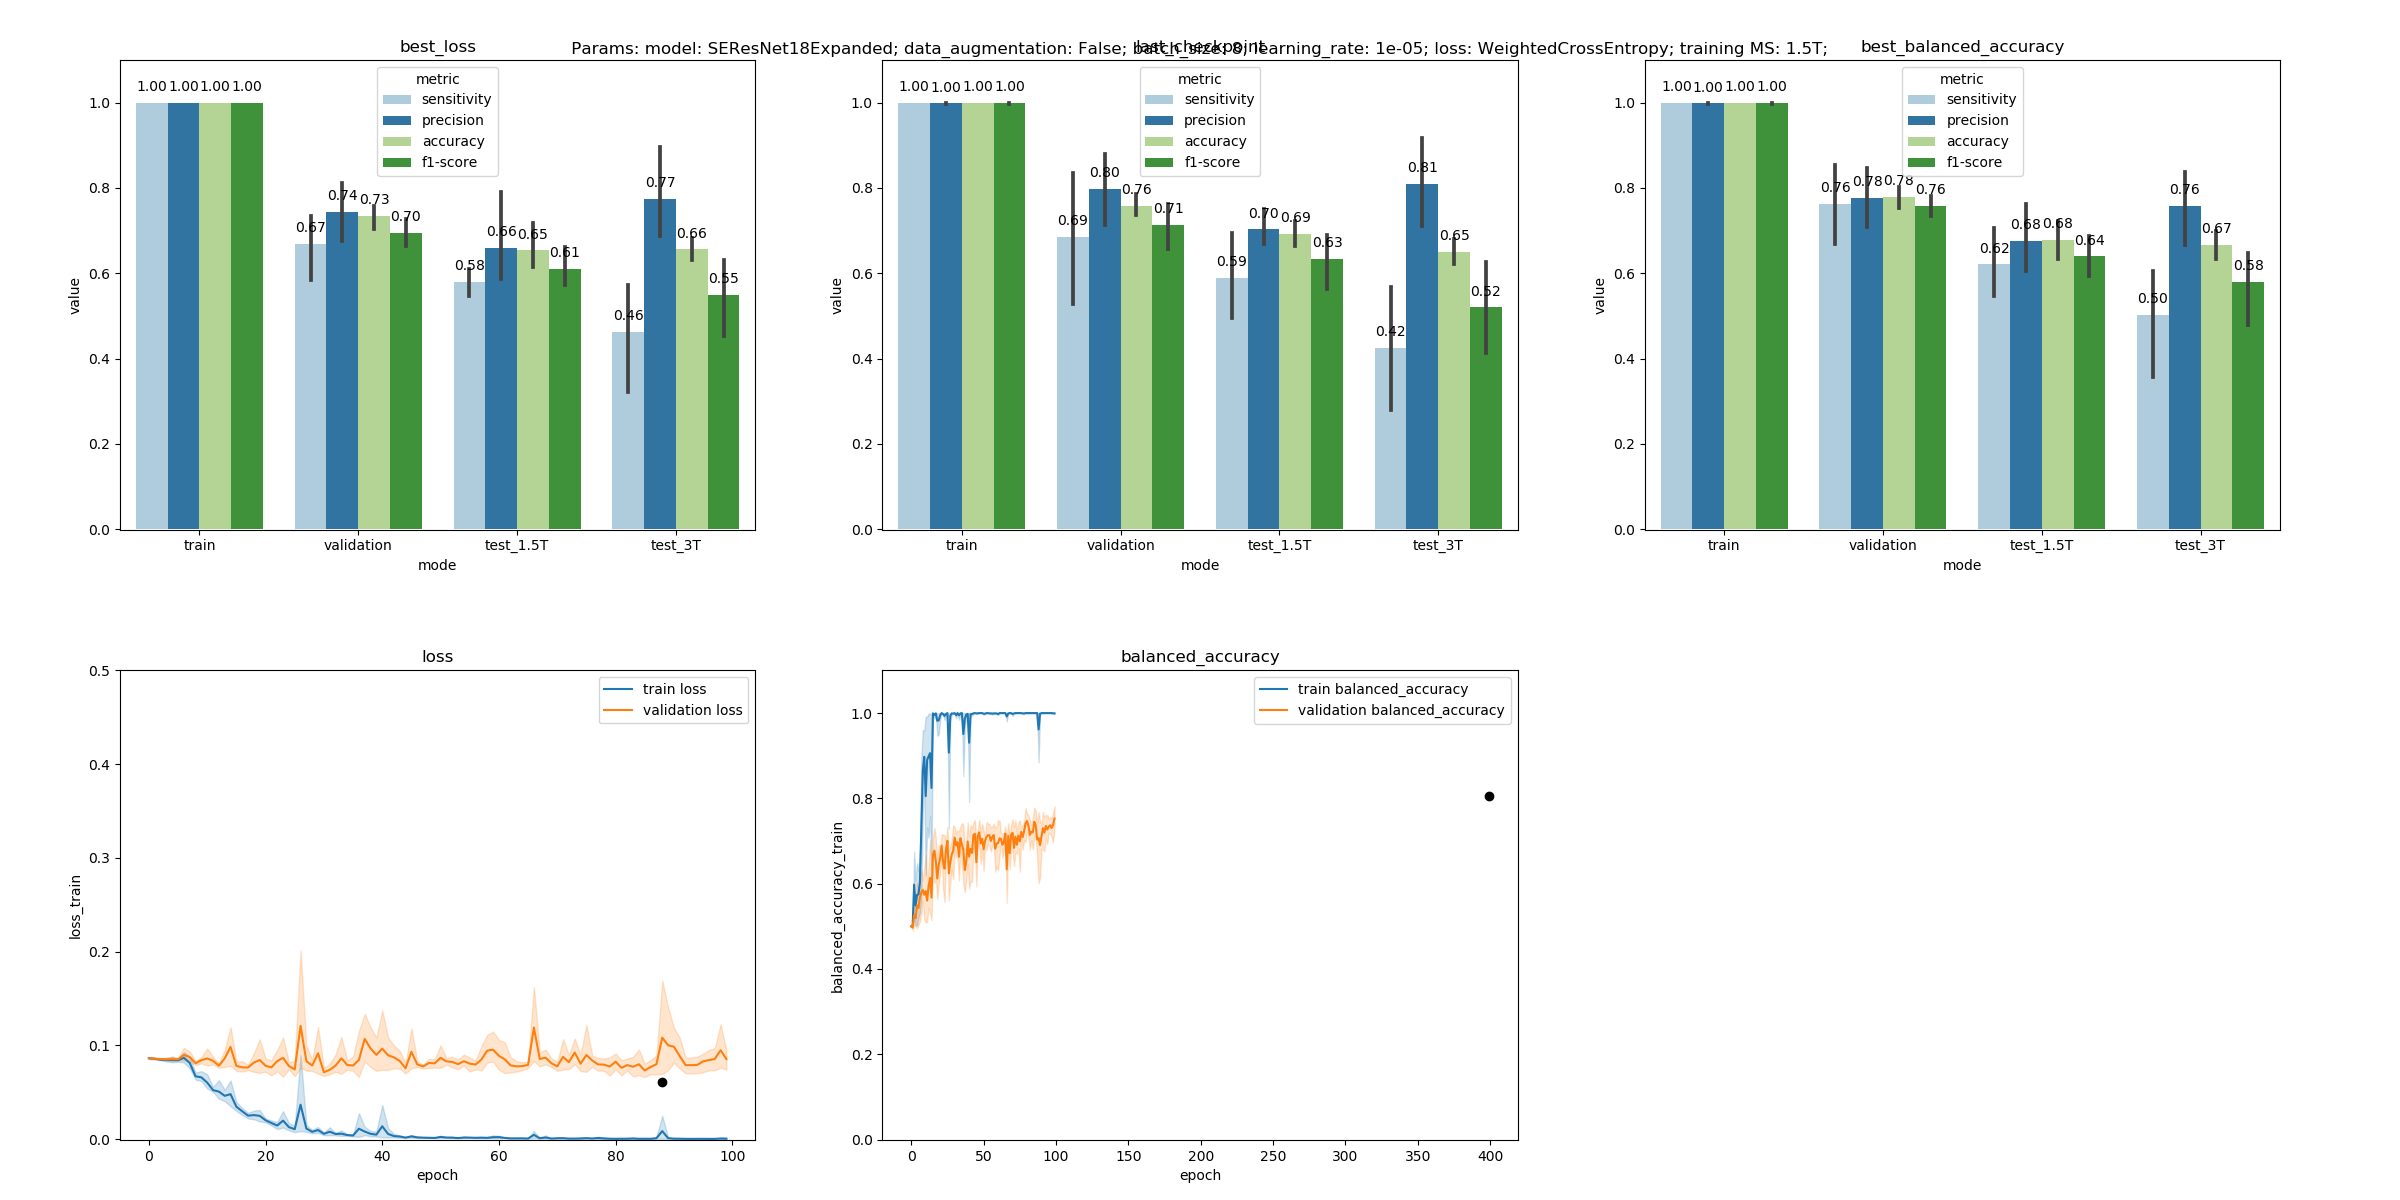 Params: model: SEResNet18Expanded; data_augmentation: False; batch_size: 8; learning_rate: 1e-05; loss: WeightedCrossEntropy; training MS: 1.5T;
best_loss
metric
sensitivity
precision
accuracy
f1-score
1.00 1.00 1.00 1.00
0.67 0.74 0.73 0.70
0.58 0.66 0.65 0.61
0.46 0.77 0.66 0.55
value
1.0
0.8
0.6
0.4
0.2
0.0
train validation test_1.5T test_3T
mode
last_checkpoint
metric
sensitivity
precision
accuracy
f1-score
1.00 1.00 1.00 1.00
0.69 0.80 0.76 0.71
0.59 0.70 0.69 0.63
0.42 0.81 0.65 0.52
value
1.0
0.8
0.6
0.4
0.2
0.0
train validation test_1.5T test_3T
mode
best_balanced_accuracy
metric
sensitivity
precision
accuracy
f1-score
1.00 1.00 1.00 1.00
0.76 0.78 0.78 0.76
0.62 0.68 0.68 0.64
0.50 0.76 0.67 0.58
value
1.0
0.8
0.6
0.4
0.2
0.0
train validation test_1.5T test_3T
mode
loss
train loss
validation loss
loss_train
0.5
0.4
0.3
0.2
0.1
0.0
0 20 40 60 80 100
epoch
balanced_accuracy
train balanced_accuracy
validation balanced_accuracy
balanced_accuracy_train
1.0
0.8
0.6
0.4
0.2
0.0
0 50 100 150 200 250 300 350 400
epoch